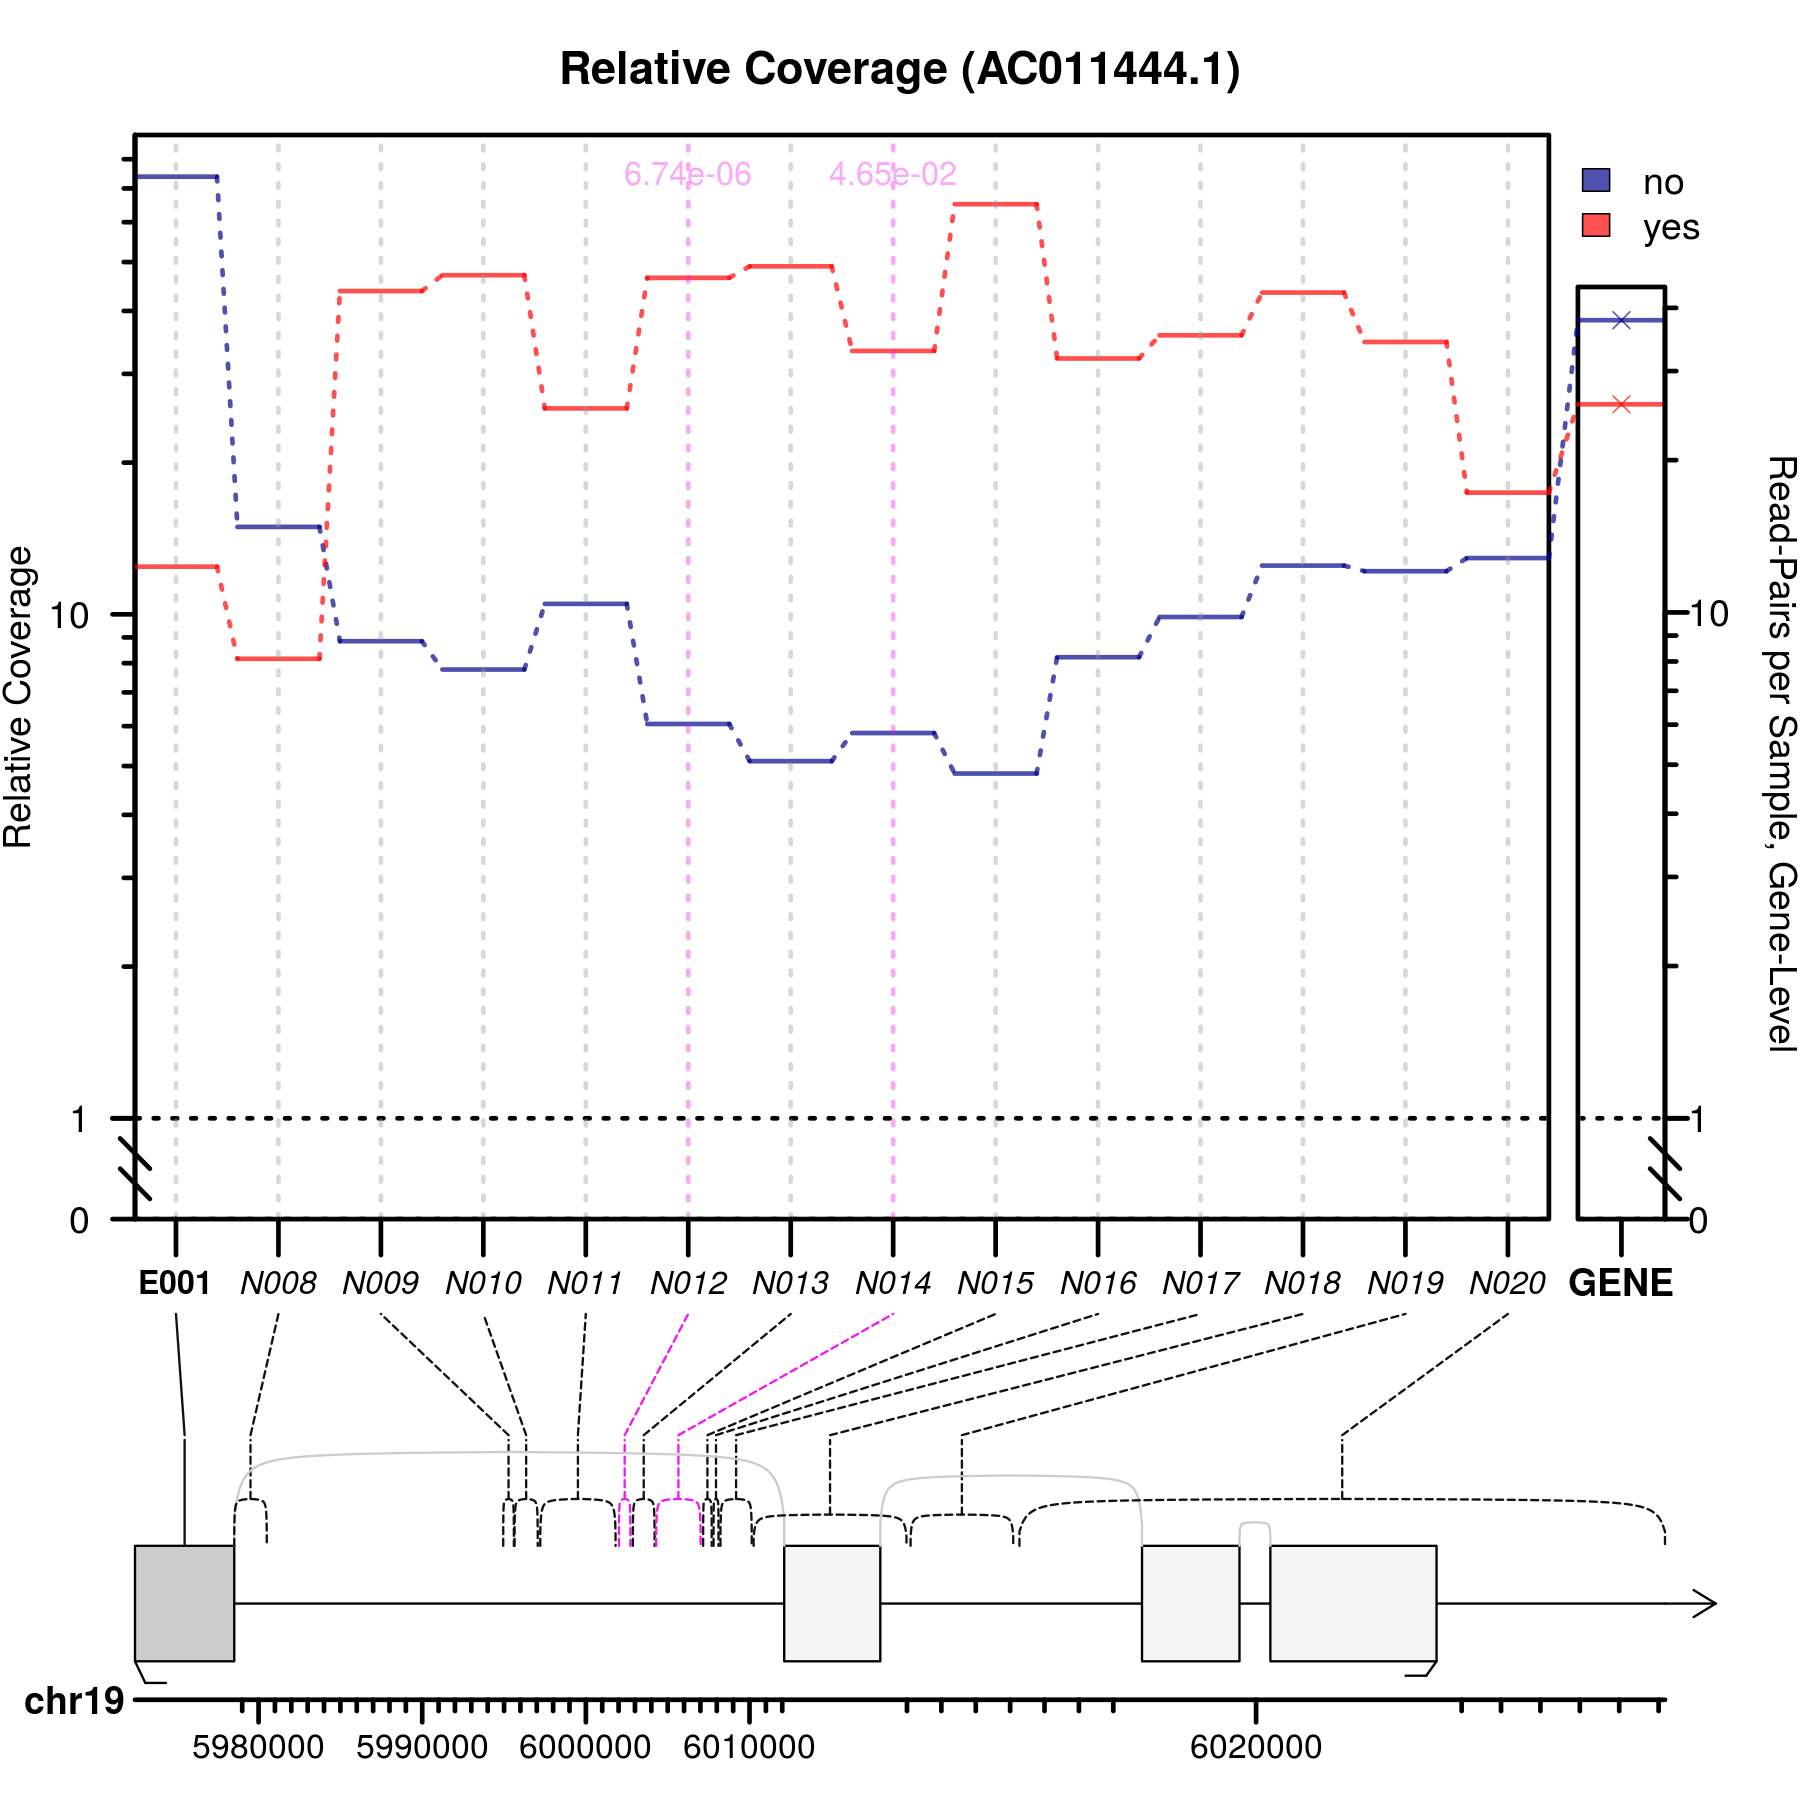 Relative Coverage (AC011444.1)
6.74e-06 4.65e-02
no
yes
Relative Coverage
10
1
0
10
1
0
Read-Pairs per Sample, Gene-Level
E001 N008 N009 N010 N011 N012 N013 N014 N015 N016 N017 N018 N019 N020 GENE
chr19
5980000 5990000 6000000 6010000 6020000